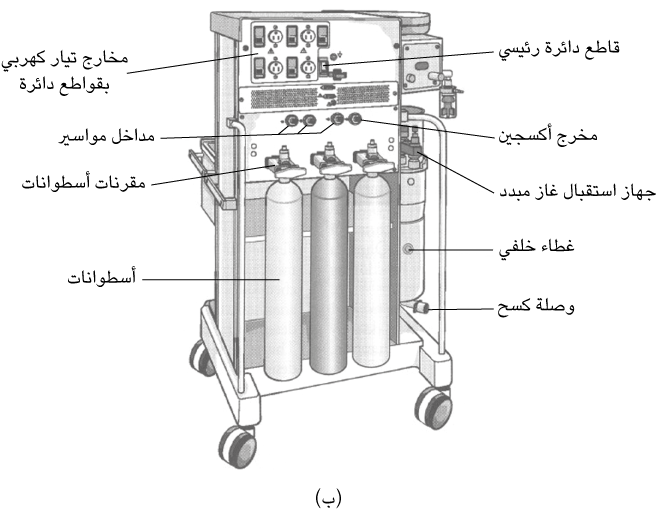 قاطع دائرة رئيسي
مخارج تيار كهربي
بقواطع دائرة
مخرج أكسجين
مداخل مواسير
جهاز استقبال غاز مبدد
مقرنات أسطوانات
غطاء خلفي
أسطوانات
وصلة كسح
(ب)